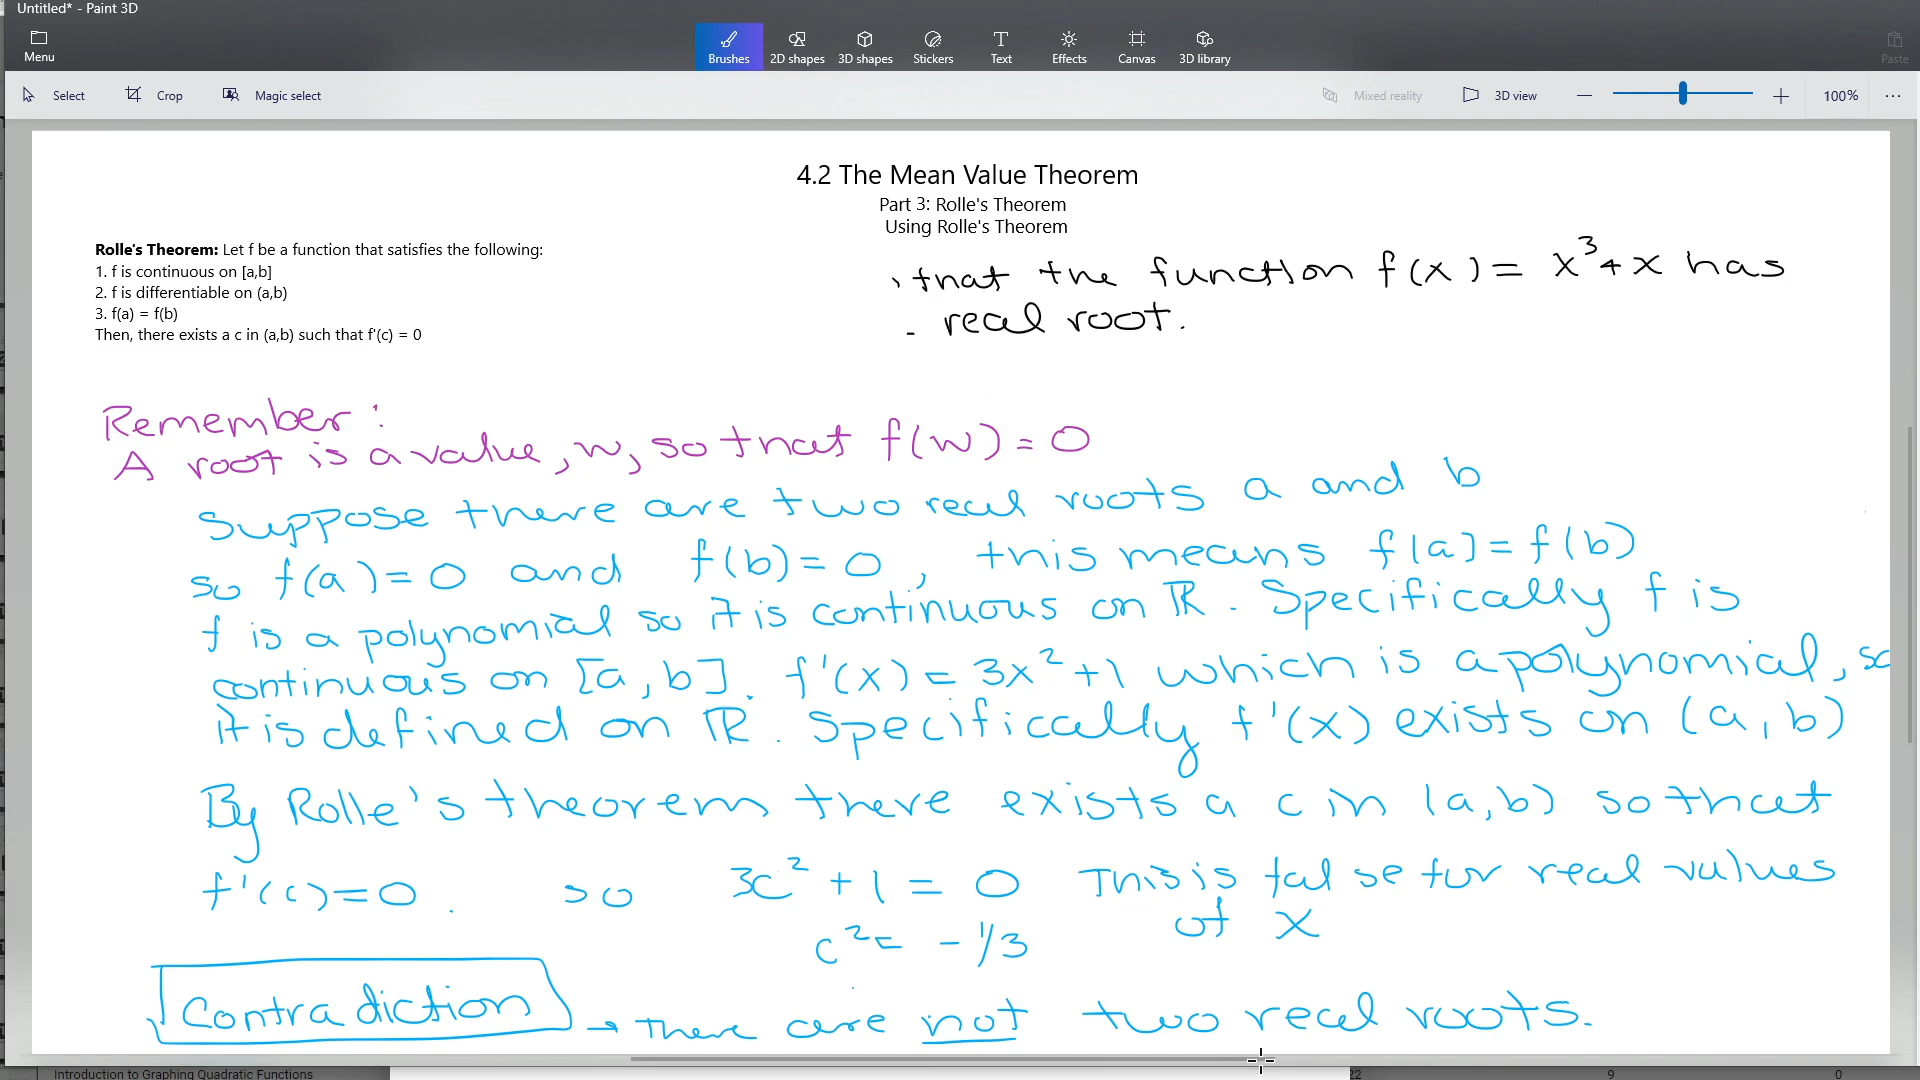 Untitled* - Paint 3D
Menu
Brushes
2D shapes
3D shapes
Stickers
Text
Effects
Canvas
3D library
Paste
Select
Crop
Magic select
Mixed reality
3D view
100%
4.2 The Mean Value Theorem
Part 3: Rolle's Theorem
Using Rolle's Theorem
Rolle's Theorem: Let f be a function that satisfies the following:
1. f is continuous on [a,b]
2. f is differentiable on (a,b)
3. f(a) = f(b)
Then, there exists a c in (a,b) such that f'(c) = 0
that the function f(x) = x³+x has
real root.
Remember:
A root is a value, w, so that f(w) = 0
Suppose there are two real roots a and b
so f(a) = 0 and f(b) = 0, this means f(a) = f(b)
f is a polynomial so it is continuous on ℝ. Specifically f is
continuous on [a,b]. f'(x) = 3x²+1 which is a polynomial, so
it is defined on ℝ. Specifically f'(x) exists on (a,b)
By Rolle's theorem there exists a c in (a,b) so that
f'(c)=0. so 3c²+1 = 0 This is false for real values
of x
c² = -1/3
Contradiction → There are not two real roots.
Introduction to Graphing Quadratic Functions
22
9
0